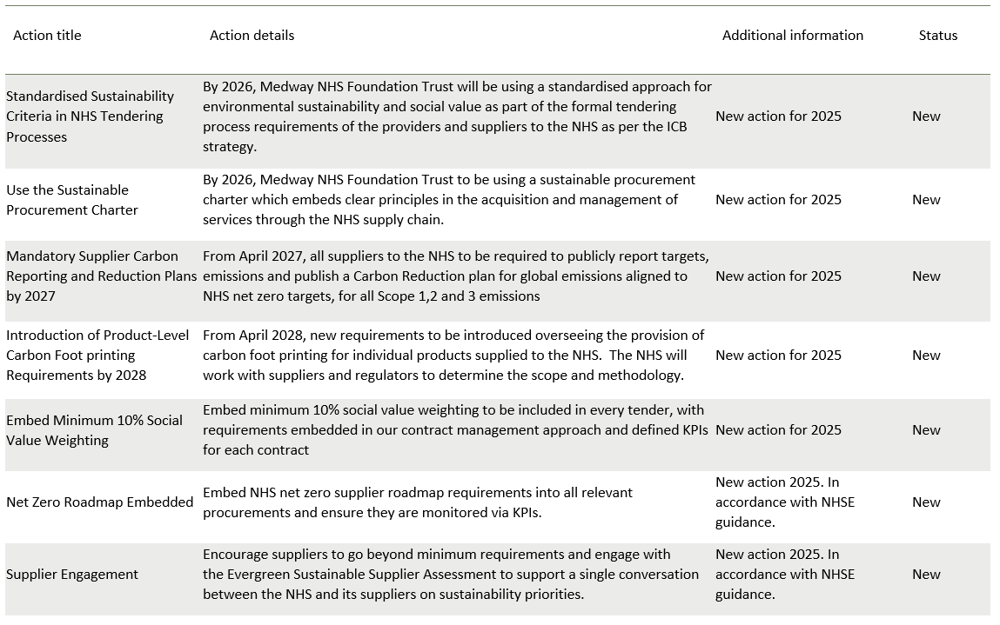 Action title
Action details
Additional information
Status
Standardised Sustainability
Criteria in NHS Tendering
Processes
By 2026, Medway NHS Foundation Trust will be using a standardised approach for
environmental sustainability and social value as part of the formal tendering
process requirements of the providers and suppliers to the NHS as per the ICB
strategy.
New action for 2025
New
Use the Sustainable
Procurement Charter
By 2026, Medway NHS Foundation Trust to be using a sustainable procurement
charter which embeds clear principles in the acquisition and management of
services through the NHS supply chain.
New action for 2025
New
Mandatory Supplier Carbon
Reporting and Reduction Plans
by 2027
From April 2027, all suppliers to the NHS to be required to publicly report targets,
emissions and publish a Carbon Reduction plan for global emissions aligned to
NHS net zero targets, for all Scope 1,2 and 3 emissions
New action for 2025
New
Introduction of Product-Level
Carbon Foot printing
Requirements by 2028
From April 2028, new requirements to be introduced overseeing the provision of
carbon foot printing for individual products supplied to the NHS.  The NHS will
work with suppliers and regulators to determine the scope and methodology.
New action for 2025
New
Embed Minimum 10% Social
Value Weighting
Embed minimum 10% social value weighting to be included in every tender, with
requirements embedded in our contract management approach and defined KPIs
for each contract
New action for 2025
New
Net Zero Roadmap Embedded
Embed NHS net zero supplier roadmap requirements into all relevant
procurements and ensure they are monitored via KPIs.
New action 2025. In
accordance with NHSE
guidance.
New
Supplier Engagement
Encourage suppliers to go beyond minimum requirements and engage with
the Evergreen Sustainable Supplier Assessment to support a single conversation
between the NHS and its suppliers on sustainability priorities.
New action 2025. In
accordance with NHSE
guidance.
New